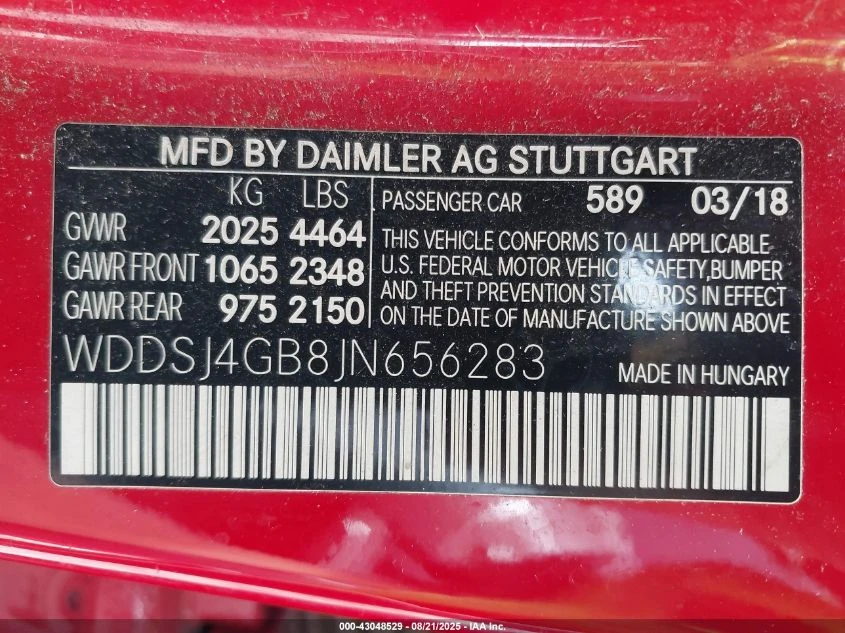 MFD BY DAIMLER AG STUTTGART
KG LBS
GVWR 2025 4464
GAWR FRONT 1065 2348
GAWR REAR 975 2150
PASSENGER CAR 589 03/18
THIS VEHICLE CONFORMS TO ALL APPLICABLE
U.S. FEDERAL MOTOR VEHICLE SAFETY,BUMPER
AND THEFT PREVENTION STANDARDS IN EFFECT
ON THE DATE OF MANUFACTURE SHOWN ABOVE
WDDSJ4GB8JN656283
MADE IN HUNGARY
000-43048529 - 08/21/2025 - IAA Inc.